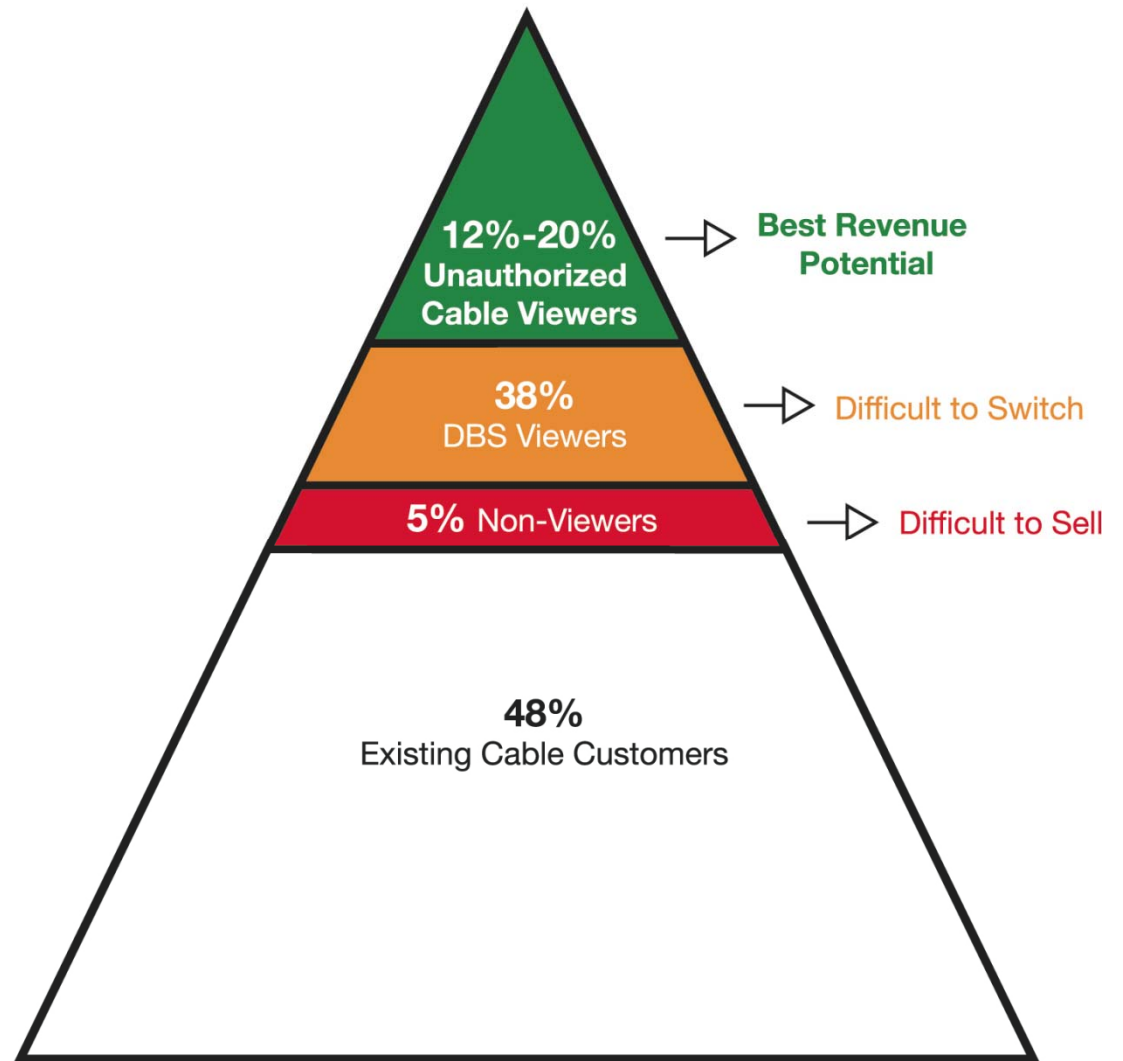 12%-20%
Unauthorized
Cable Viewers
Best Revenue
Potential
38%
DBS Viewers
Difficult to Switch
5% Non-Viewers
Difficult to Sell
48%
Existing Cable Customers